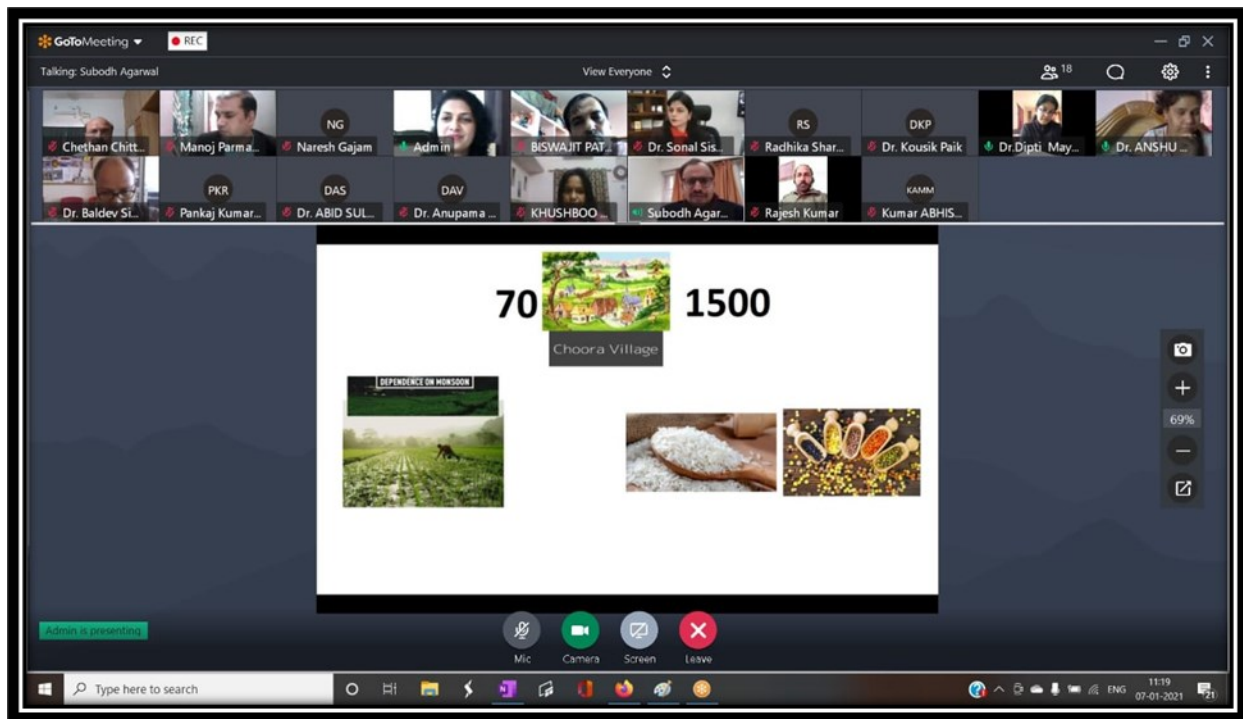 GoToMeeting
REC
Talking: Subodh Agarwal
View Everyone
18
Chethan Chitt...
Manoj Parma...
NG
Naresh Gajam
Admin
BISWAJIT PAT...
Dr. Sonal Sis...
RS
Radhika Shar...
DKP
Dr. Kousik Paik
Dr.Dipti May...
Dr. ANSHU ...
Dr. Baldev Si...
PKR
Pankaj Kumar...
DAS
Dr. ABID SUL...
DAV
Dr. Anupama ...
KHUSHBOO ...
Subodh Agar...
Rajesh Kumar
KAMM
Kumar ABHIS...
70
1500
Choora Village
DEPENDENCE ON MONSOON
69%
Admin is presenting
Mic
Camera
Screen
Leave
Type here to search
ENG
11:19
07-01-2021
21